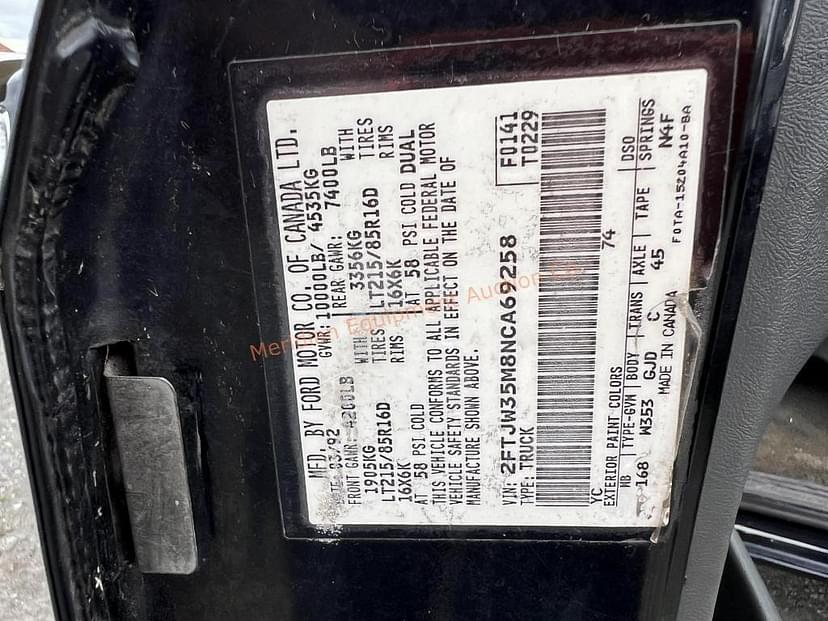 MFD. BY FORD MOTOR CO. OF CANADA LTD.
DATE: 03/92 GVWR: 10000LB/ 4535KG
FRONT GAWR: 4200LB REAR GAWR: 7400LB
1905KG WITH 3356KG WITH
LT215/85R16D TIRES LT215/85R16D TIRES
16X6K RIMS 16X6K RIMS
AT 58 PSI COLD AT 58 PSI COLD DUAL
THIS VEHICLE CONFORMS TO ALL APPLICABLE FEDERAL MOTOR
VEHICLE SAFETY STANDARDS IN EFFECT ON THE DATE OF
MANUFACTURE SHOWN ABOVE.
VIN: 2FTJW35M8NCA69258 F0141
TYPE: TRUCK T0229
YC 74
EXTERIOR PAINT COLORS DSO
WB TYPE-GVW BODY TRANS AXLE TAPE SPRINGS
168 W353 GJD C 45 N4F
MADE IN CANADA F0TA-15204A10-BA
Meridian Equipment Auction Co